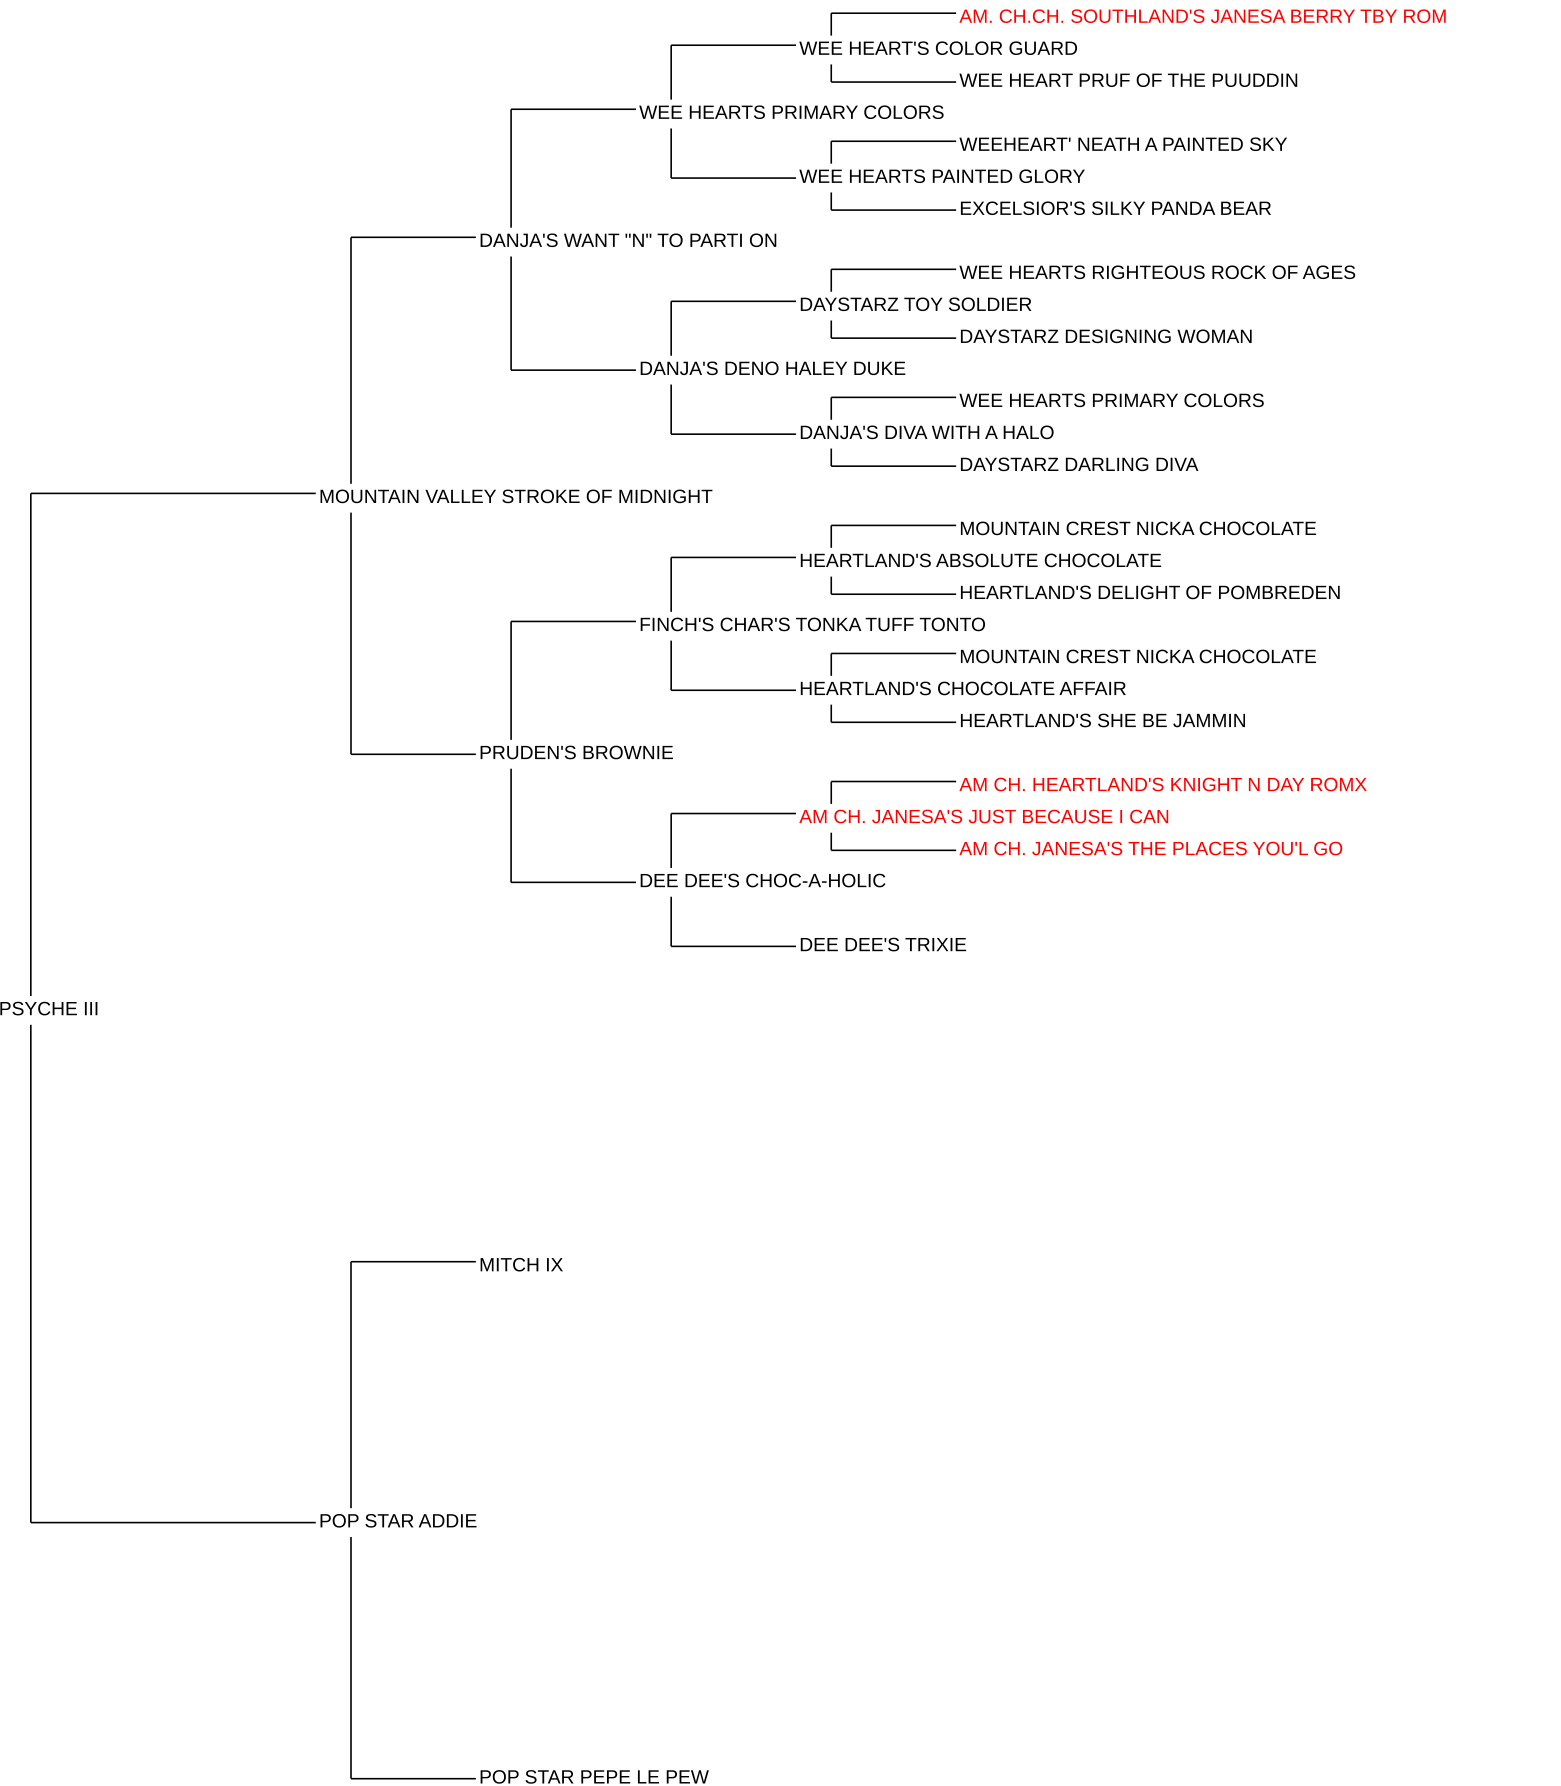 AM. CH.CH. SOUTHLAND'S JANESA BERRY TBY ROM
WEE HEART'S COLOR GUARD
WEE HEART PRUF OF THE PUUDDIN
WEE HEARTS PRIMARY COLORS
WEEHEART' NEATH A PAINTED SKY
WEE HEARTS PAINTED GLORY
EXCELSIOR'S SILKY PANDA BEAR
DANJA'S WANT "N" TO PARTI ON
WEE HEARTS RIGHTEOUS ROCK OF AGES
DAYSTARZ TOY SOLDIER
DAYSTARZ DESIGNING WOMAN
DANJA'S DENO HALEY DUKE
WEE HEARTS PRIMARY COLORS
DANJA'S DIVA WITH A HALO
DAYSTARZ DARLING DIVA
MOUNTAIN VALLEY STROKE OF MIDNIGHT
MOUNTAIN CREST NICKA CHOCOLATE
HEARTLAND'S ABSOLUTE CHOCOLATE
HEARTLAND'S DELIGHT OF POMBREDEN
FINCH'S CHAR'S TONKA TUFF TONTO
MOUNTAIN CREST NICKA CHOCOLATE
HEARTLAND'S CHOCOLATE AFFAIR
HEARTLAND'S SHE BE JAMMIN
PRUDEN'S BROWNIE
AM CH. HEARTLAND'S KNIGHT N DAY ROMX
AM CH. JANESA'S JUST BECAUSE I CAN
AM CH. JANESA'S THE PLACES YOU'L GO
DEE DEE'S CHOC-A-HOLIC
DEE DEE'S TRIXIE
PSYCHE III
MITCH IX
POP STAR ADDIE
POP STAR PEPE LE PEW